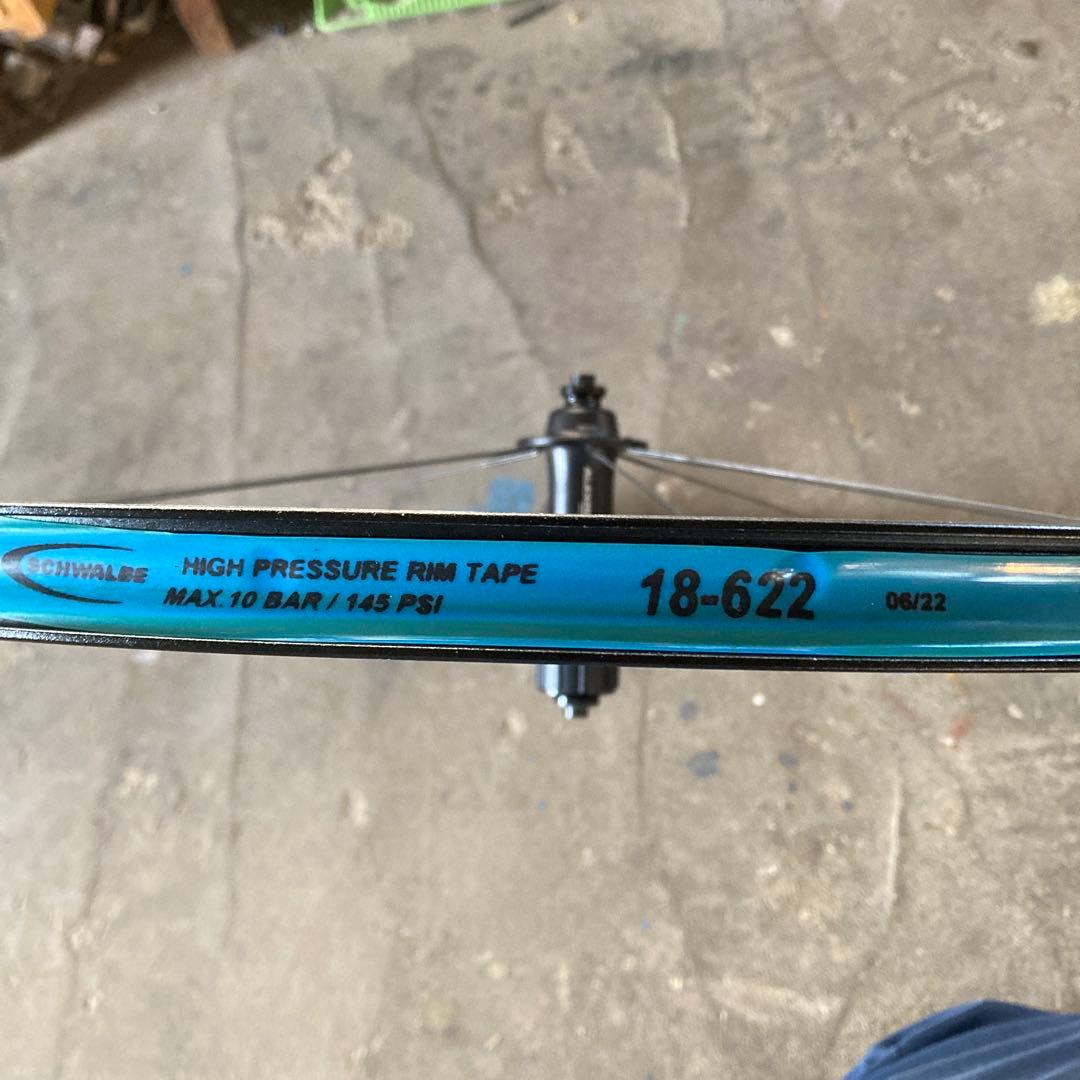 SCHWALBE
HIGH PRESSURE RIM TAPE
MAX. 10 BAR / 145 PSI
18-622
06/22